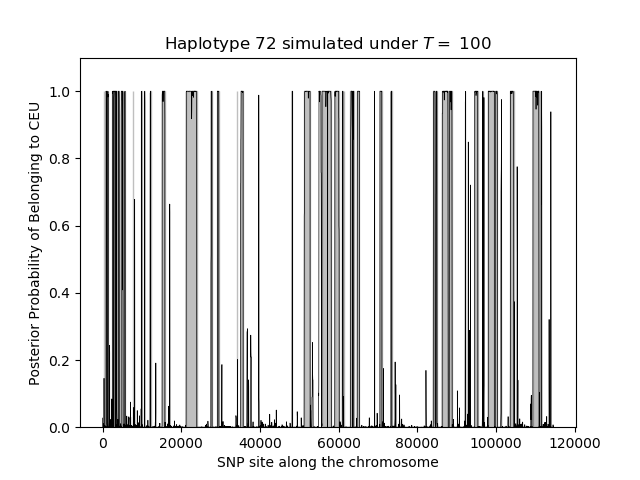 Haplotype 72 simulated under T = 100
Posterior Probability of Belonging to CEU
1.0
0.8
0.6
0.4
0.2
0.0
0 20000 40000 60000 80000 100000 120000
SNP site along the chromosome